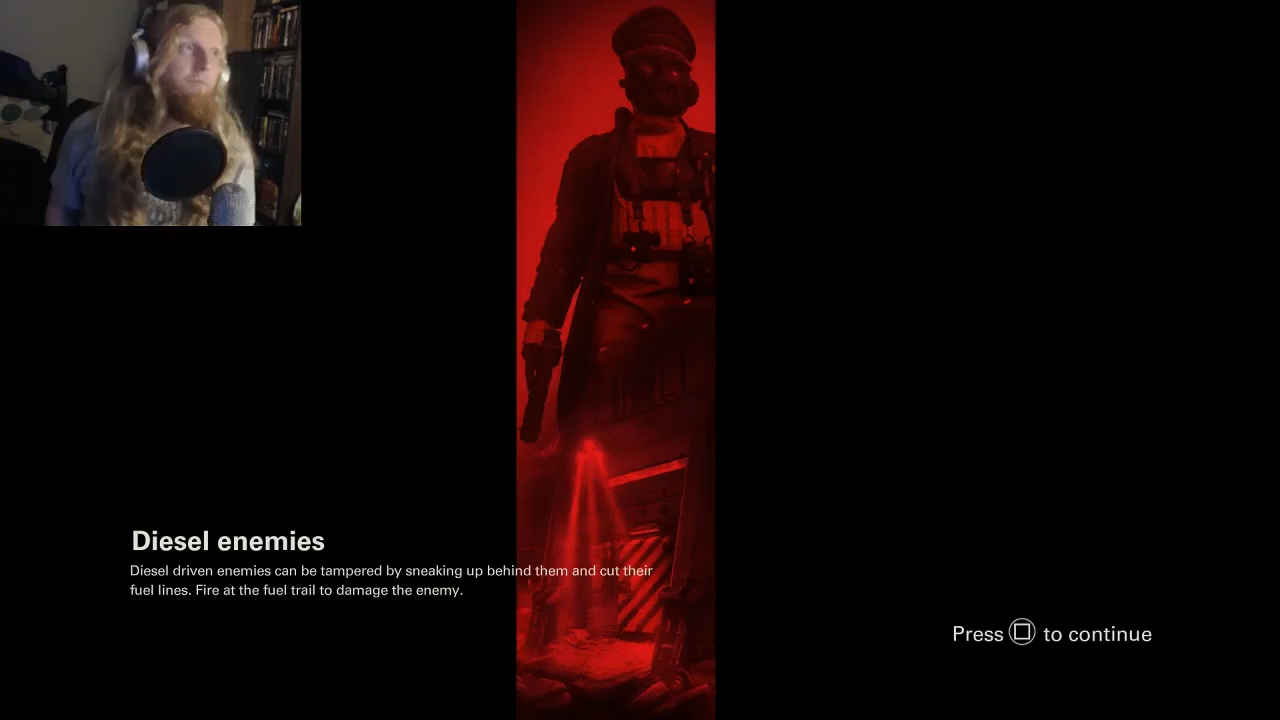 Diesel enemies
Diesel driven enemies can be tampered by sneaking up behind them and cut their
fuel lines. Fire at the fuel trail to damage the enemy.
Press to continue